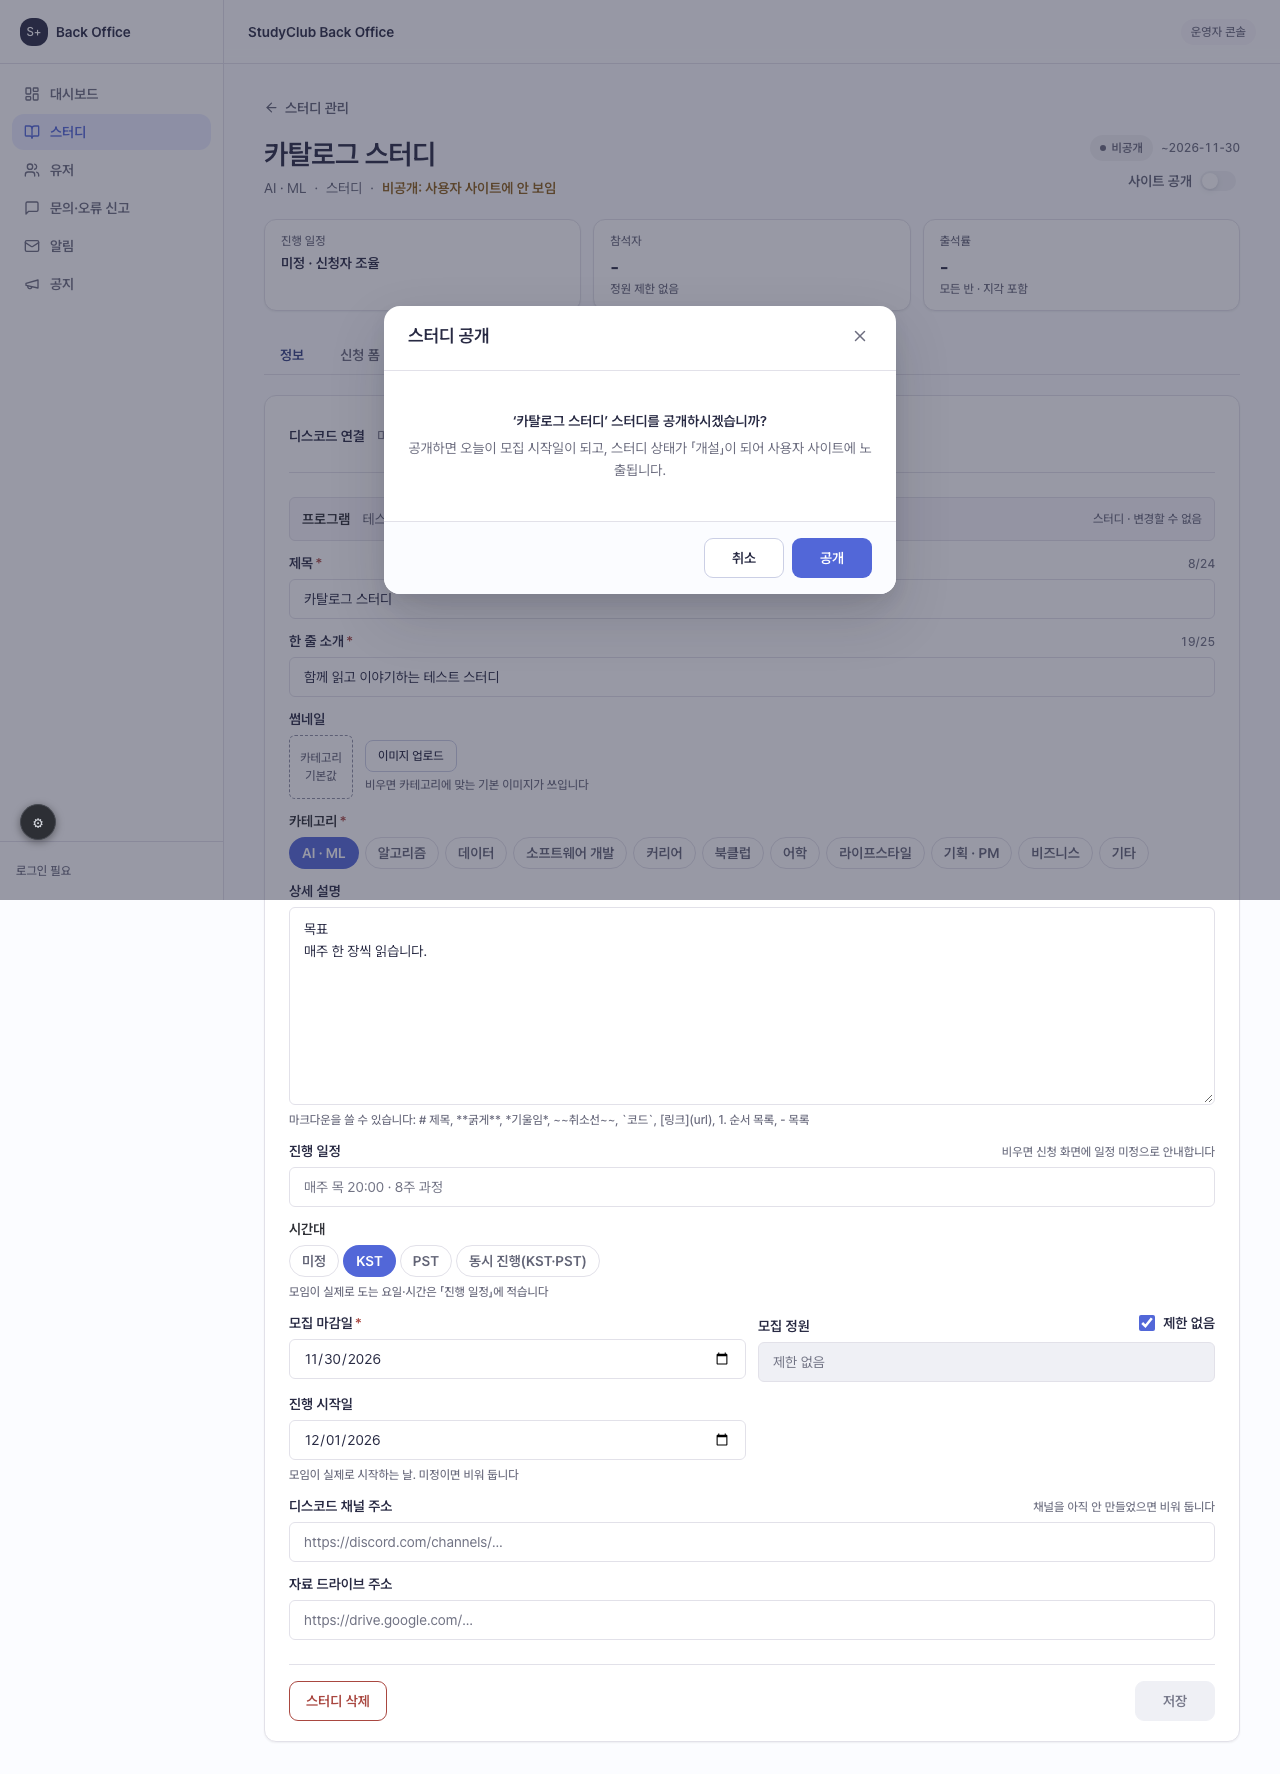 S+ Back Office
StudyClub Back Office
운영자 콘솔
대시보드
스터디
유저
문의·오류 신고
알림
공지
로그인 필요
← 스터디 관리
카탈로그 스터디
AI · ML · 스터디 · 비공개: 사용자 사이트에 안 보임
비공개 ~2026-11-30
사이트 공개
진행 일정
미정 · 신청자 조율
참석자
-
정원 제한 없음
출석률
-
모든 반 · 지각 포함
정보
신청 폼
스터디 공개
‘카탈로그 스터디’ 스터디를 공개하시겠습니까?
공개하면 오늘이 모집 시작일이 되고, 스터디 상태가 「개설」이 되어 사용자 사이트에 노
출됩니다.
취소
공개
디스코드 연결
프로그램
스터디 · 변경할 수 없음
제목 *
8/24
카탈로그 스터디
한 줄 소개 *
19/25
함께 읽고 이야기하는 테스트 스터디
썸네일
카테고리
기본값
이미지 업로드
비우면 카테고리에 맞는 기본 이미지가 쓰입니다
카테고리 *
AI · ML 알고리즘 데이터 소프트웨어 개발 커리어 북클럽 어학 라이프스타일 기획 · PM 비즈니스 기타
상세 설명
목표
매주 한 장씩 읽습니다.
마크다운을 쓸 수 있습니다: # 제목, **굵게**, *기울임*, ~~취소선~~, `코드`, [링크](url), 1. 순서 목록, - 목록
진행 일정
비우면 신청 화면에 일정 미정으로 안내합니다
매주 목 20:00 · 8주 과정
시간대
미정 KST PST 동시 진행(KST·PST)
모임이 실제로 도는 요일·시간은 「진행 일정」에 적습니다
모집 마감일 *
11/30/2026
모집 정원
제한 없음
제한 없음
진행 시작일
12/01/2026
모임이 실제로 시작하는 날. 미정이면 비워 둡니다
디스코드 채널 주소
채널을 아직 안 만들었으면 비워 둡니다
https://discord.com/channels/...
자료 드라이브 주소
https://drive.google.com/...
스터디 삭제
저장